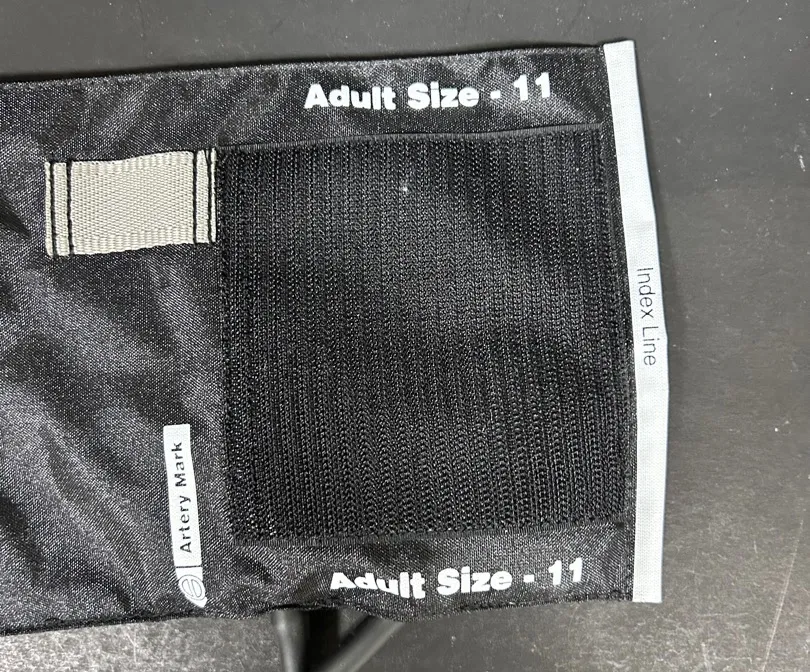 Adult Size - 11
Index Line
Artery Mark
Adult Size - 11